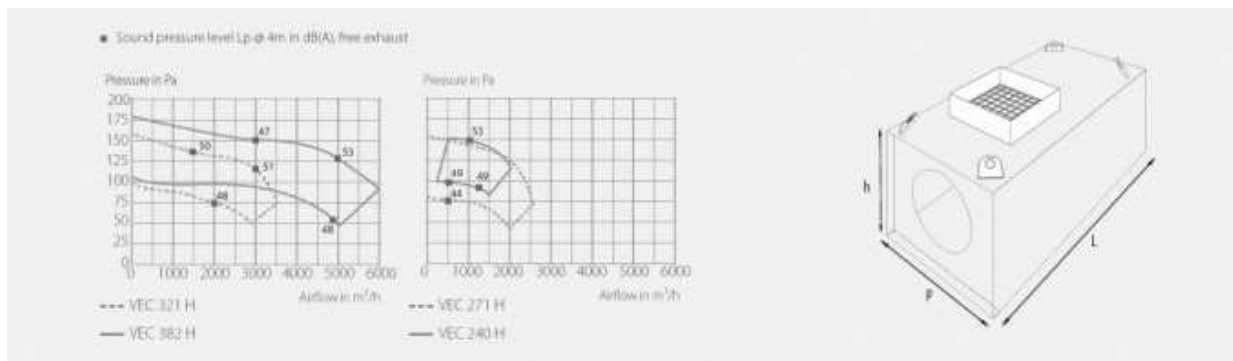 ■ Sound pressure level Lp @ 4m in dB(A), free exhaust
Pressure in Pa
200
175
150
125
100
75
50
25
0
47
50
53
51
48
48
0 1000 2000 3000 4000 5000 6000
Airflow in m³/h
--- VEC 321 H
— VEC 382 H
Pressure in Pa
53
49
49
44
0 1000 2000 3000 4000 5000 6000
Airflow in m³/h
--- VEC 271 H
— VEC 240 H
h
p
L